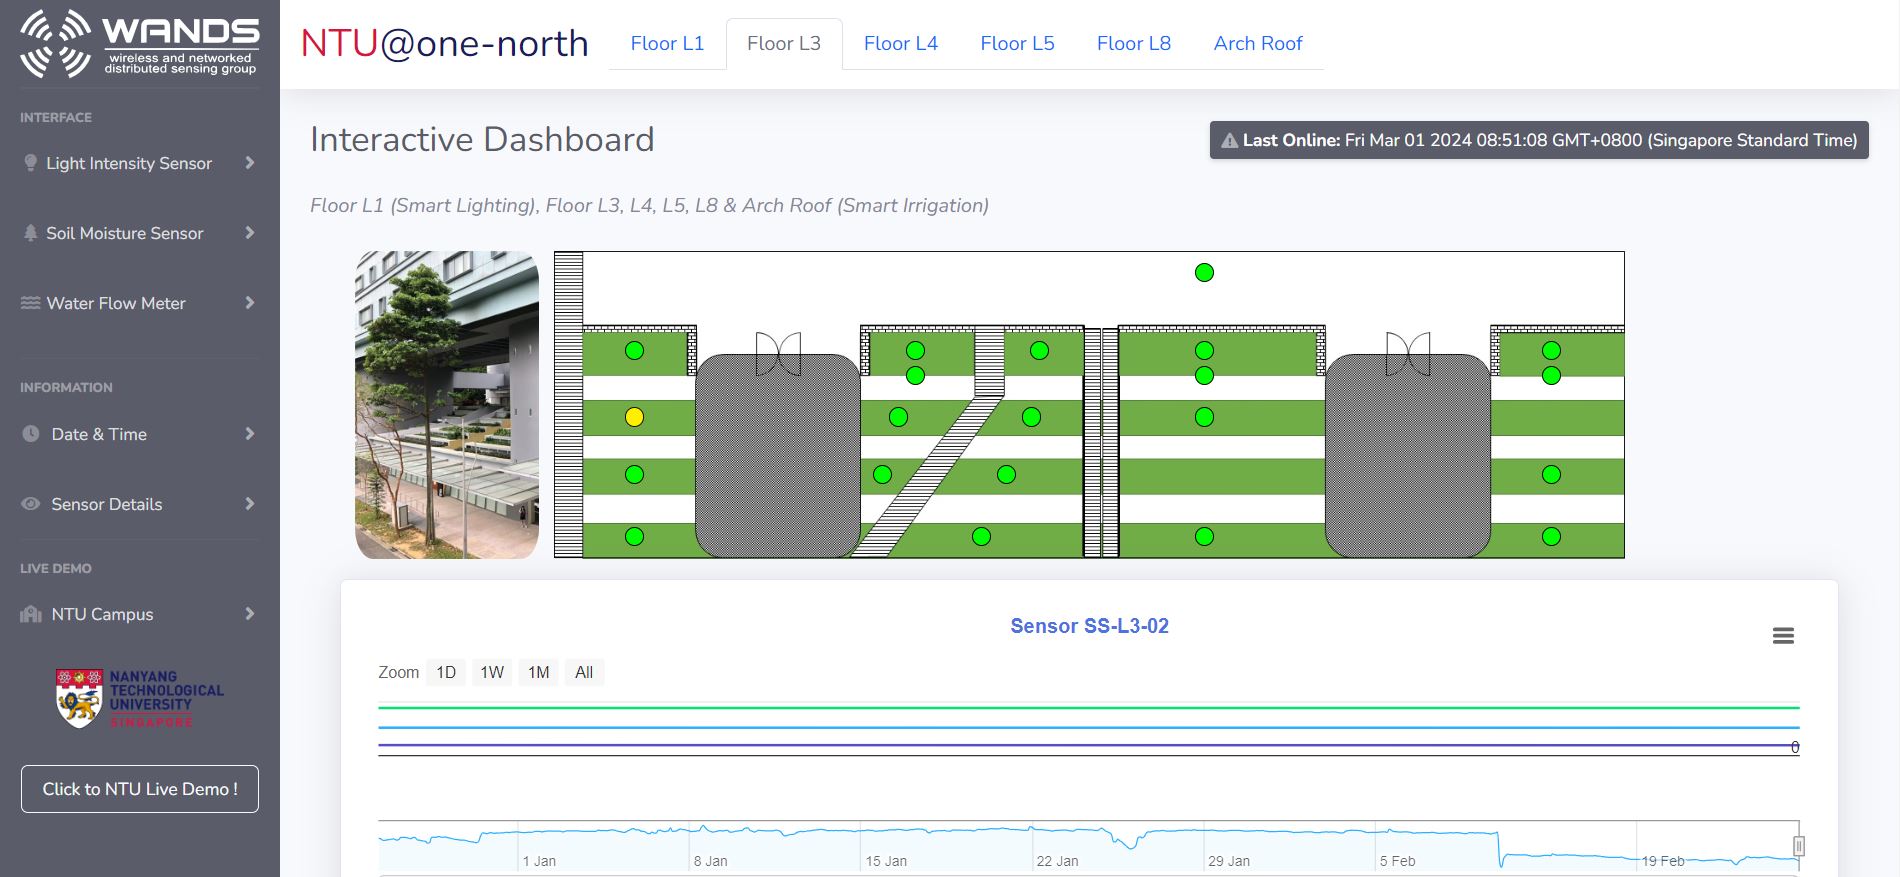 WANDS
wireless and networked
distributed sensing group
INTERFACE
Light Intensity Sensor
Soil Moisture Sensor
Water Flow Meter
INFORMATION
Date & Time
Sensor Details
LIVE DEMO
NTU Campus
NANYANG
TECHNOLOGICAL
UNIVERSITY
SINGAPORE
Click to NTU Live Demo !
NTU@one-north
Floor L1
Floor L3
Floor L4
Floor L5
Floor L8
Arch Roof
Interactive Dashboard
Last Online: Fri Mar 01 2024 08:51:08 GMT+0800 (Singapore Standard Time)
Floor L1 (Smart Lighting), Floor L3, L4, L5, L8 & Arch Roof (Smart Irrigation)
Sensor SS-L3-02
Zoom 1D 1W 1M All
0
1 Jan 8 Jan 15 Jan 22 Jan 29 Jan 5 Feb 19 Feb